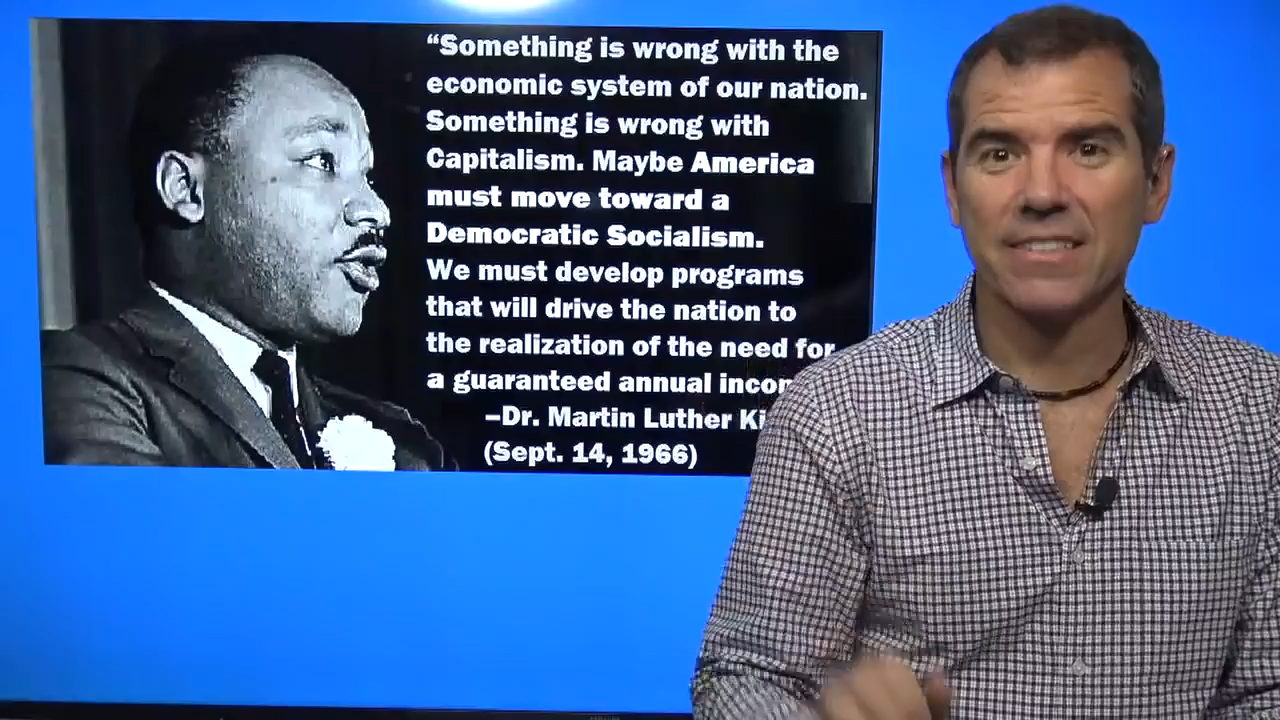 “Something is wrong with the
economic system of our nation.
Something is wrong with
Capitalism. Maybe America
must move toward a
Democratic Socialism.
We must develop programs
that will drive the nation to
the realization of the need for
a guaranteed annual
–Dr. Martin Luther
(Sept. 14, 1966)